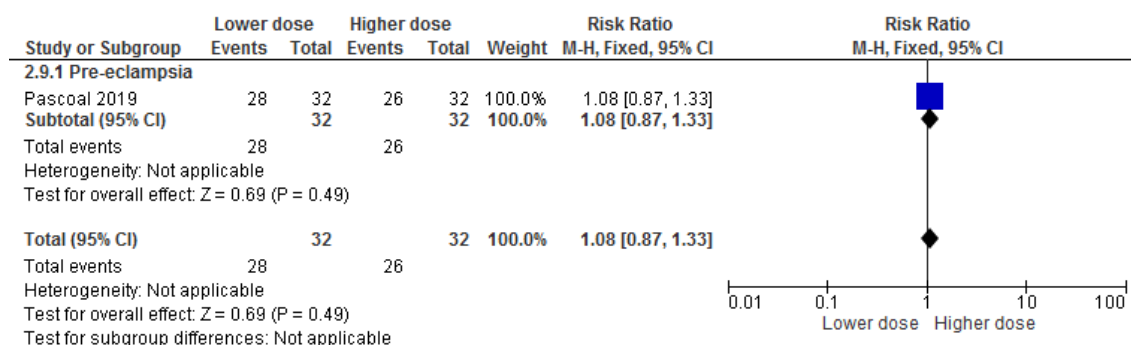 Lower dose Higher dose Risk Ratio Risk Ratio
Study or Subgroup Events Total Events Total Weight M-H, Fixed, 95% CI M-H, Fixed, 95% CI
2.9.1 Pre-eclampsia
Pascoal 2019 28 32 26 32 100.0% 1.08 [0.87, 1.33]
Subtotal (95% CI) 32 32 100.0% 1.08 [0.87, 1.33]
Total events 28 26
Heterogeneity: Not applicable
Test for overall effect: Z = 0.69 (P = 0.49)
Total (95% CI) 32 32 100.0% 1.08 [0.87, 1.33]
Total events 28 26
Heterogeneity: Not applicable
Test for overall effect: Z = 0.69 (P = 0.49)
Test for subgroup differences: Not applicable
0.01 0.1 1 10 100
Lower dose Higher dose